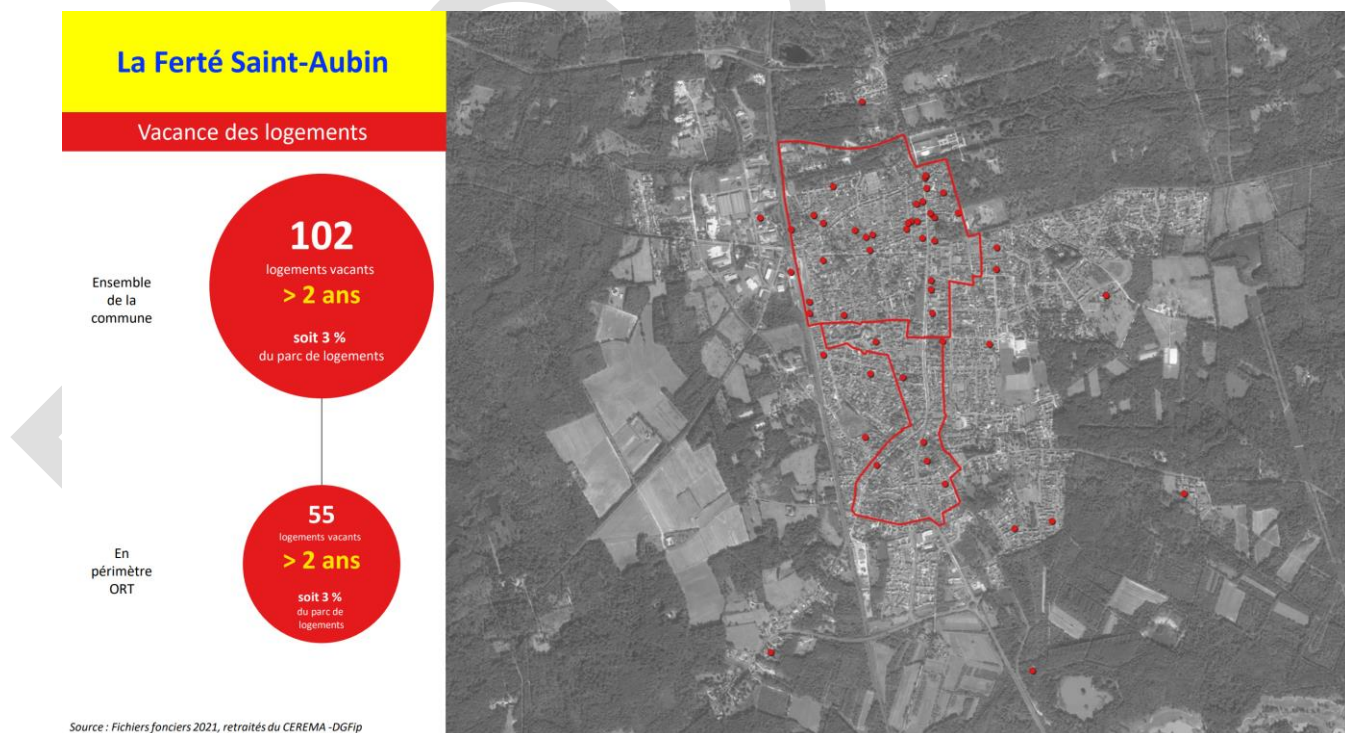 La Ferté Saint-Aubin
Vacance des logements
Ensemble
de la
commune
102
logements vacants
> 2 ans
soit 3 %
du parc de logements
En
périmètre
ORT
55
logements vacants
> 2 ans
soit 3 %
du parc de
logements
Source : Fichiers fonciers 2021, retraités du CEREMA -DGFip